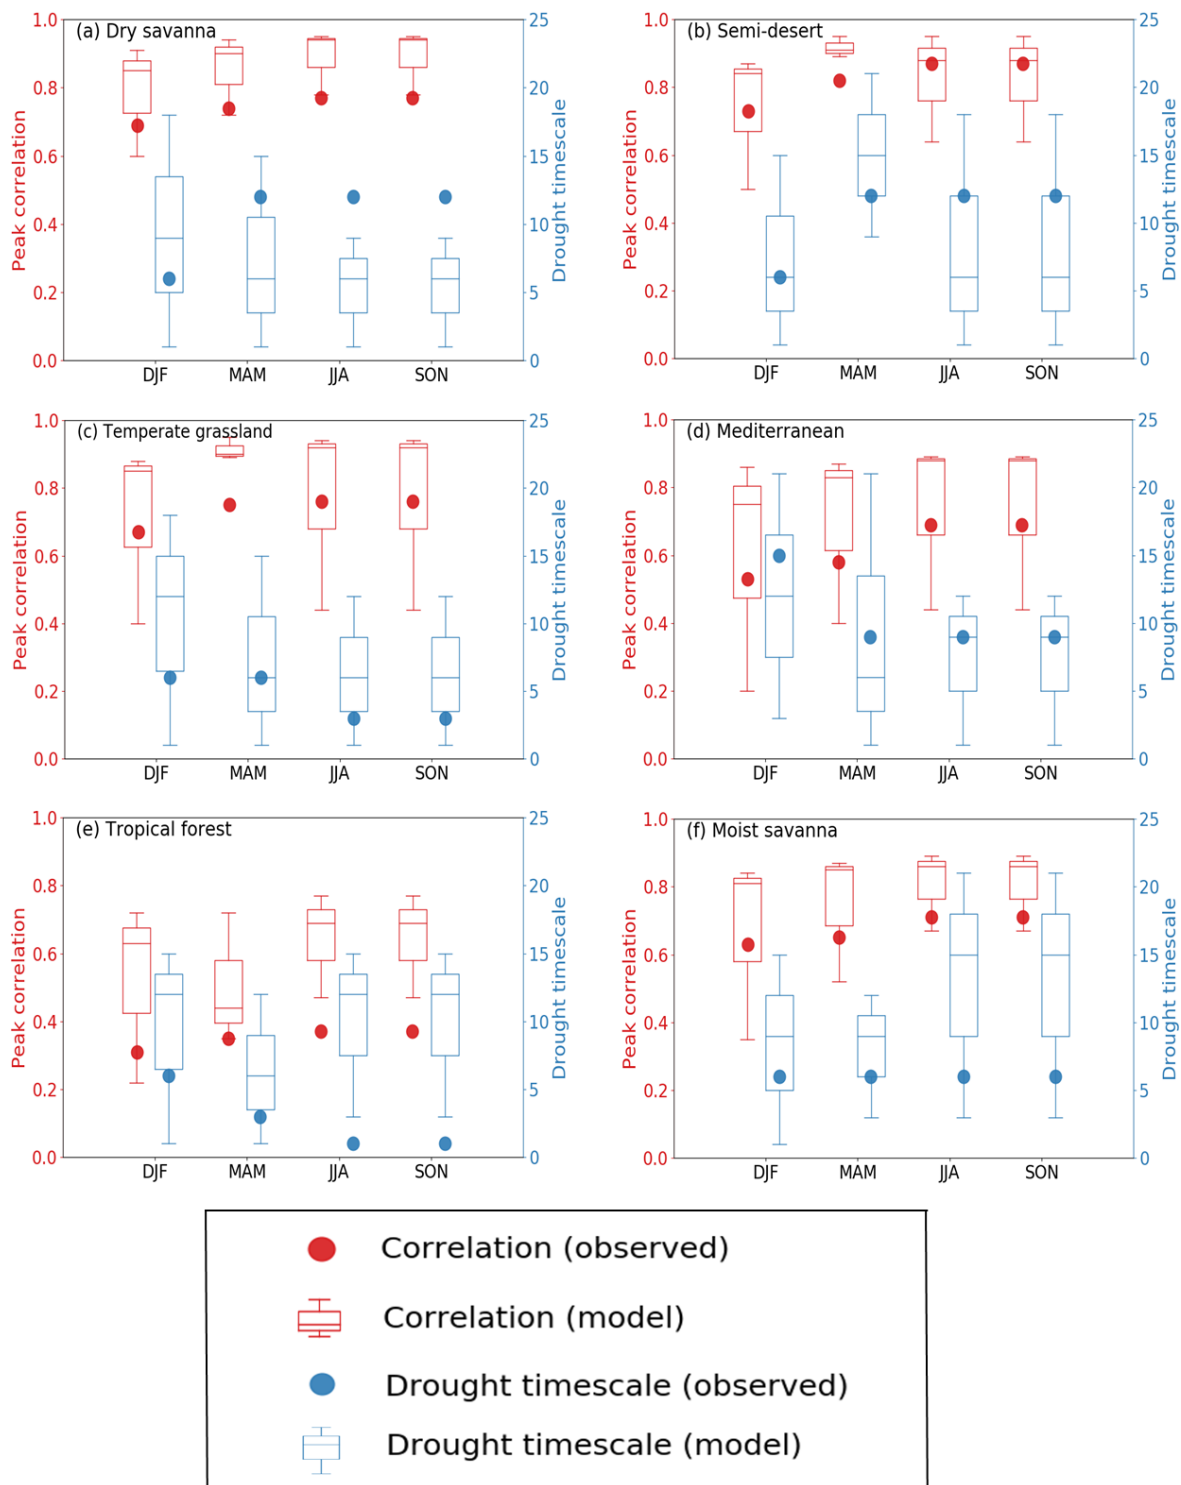 (a) Dry savanna
1.0
0.8
0.6
0.4
0.2
0.0
Peak correlation
25
20
15
10
5
0
Drought timescale
DJF MAM JJA SON
(b) Semi-desert
1.0
0.8
0.6
0.4
0.2
0.0
Peak correlation
25
20
15
10
5
0
Drought timescale
DJF MAM JJA SON
(c) Temperate grassland
1.0
0.8
0.6
0.4
0.2
0.0
Peak correlation
25
20
15
10
5
0
Drought timescale
DJF MAM JJA SON
(d) Mediterranean
1.0
0.8
0.6
0.4
0.2
0.0
Peak correlation
25
20
15
10
5
0
Drought timescale
DJF MAM JJA SON
(e) Tropical forest
1.0
0.8
0.6
0.4
0.2
0.0
Peak correlation
25
20
15
10
5
0
Drought timescale
DJF MAM JJA SON
(f) Moist savanna
1.0
0.8
0.6
0.4
0.2
0.0
Peak correlation
25
20
15
10
5
0
Drought timescale
DJF MAM JJA SON
Correlation (observed)
Correlation (model)
Drought timescale (observed)
Drought timescale (model)